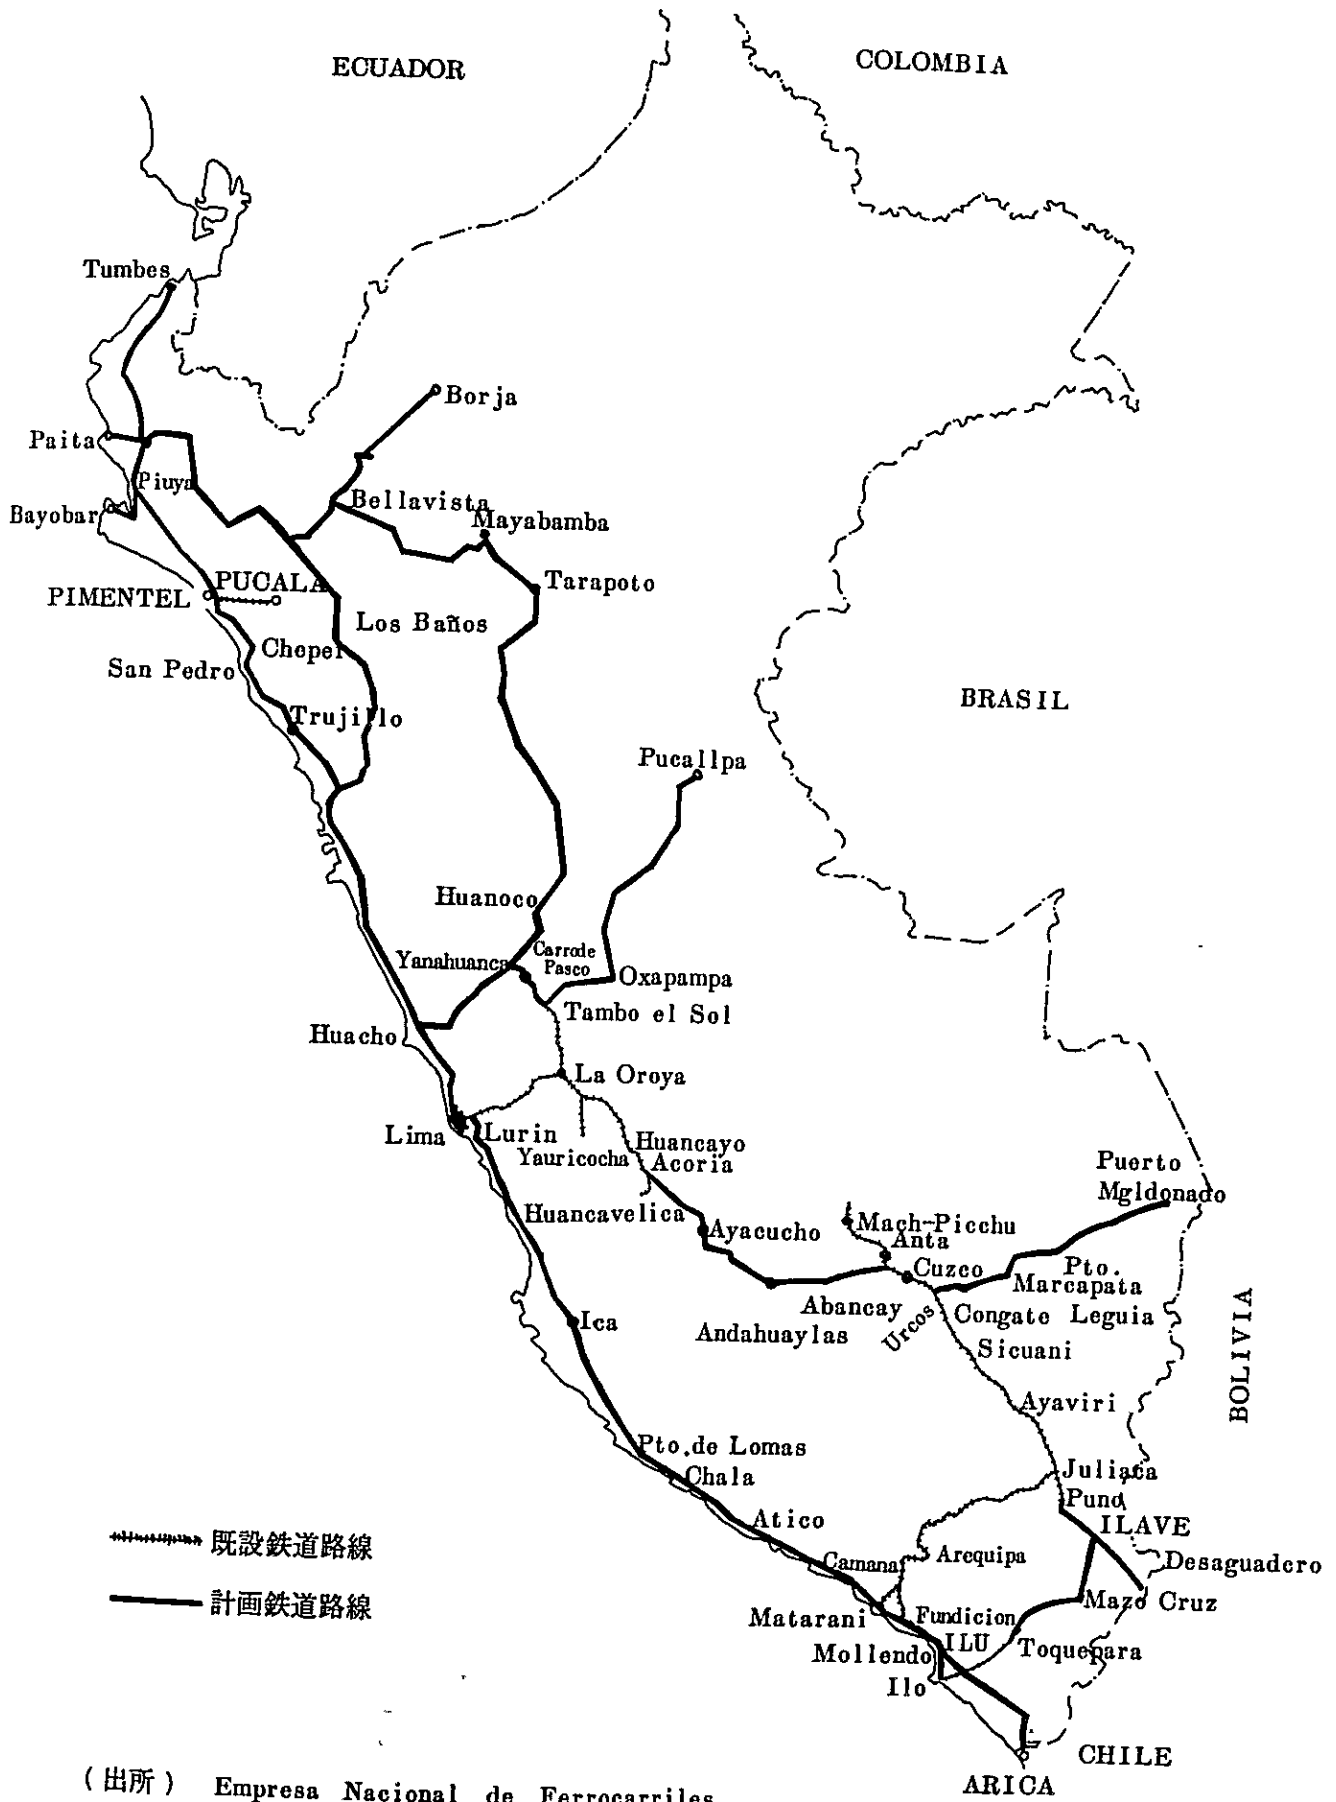 ECUADOR
COLOMBIA
Tumbes
Borja
Paita
Piuya
Bellavista
Bayobar
Mayabamba
Tarapoto
PUCALA
PIMENTEL
Los Baños
Chepel
San Pedro
Trujillo
BRASIL
Pucallpa
Huanoco
Carrode
Pasco
Yanahuanca
Oxapampa
Tambo el Sol
Huacho
La Oroya
Lima
Lurin
Yauricocha
Huancayo
Acoria
Huancavelica
Ayacucho
Puerto
Mgldonado
Mach-Picchu
Anta
Cuzco
Pto.
Marcapata
Abancay
Urcos
Congate Leguia
Andahuaylas
Ica
Sicuani
BOLIVIA
Ayaviri
Pto.de Lomas
Chala
Juliaca
Puno
Atico
ILAVE
既設鉄道路線
Camana
Arequipa
Desaguadero
計画鉄道路線
Matarani
Fundicion
Mazo Cruz
Mollendo
ILU
Toquepara
Ilo
CHILE
ARICA
(出所) Empresa Nacional de Ferrocarriles